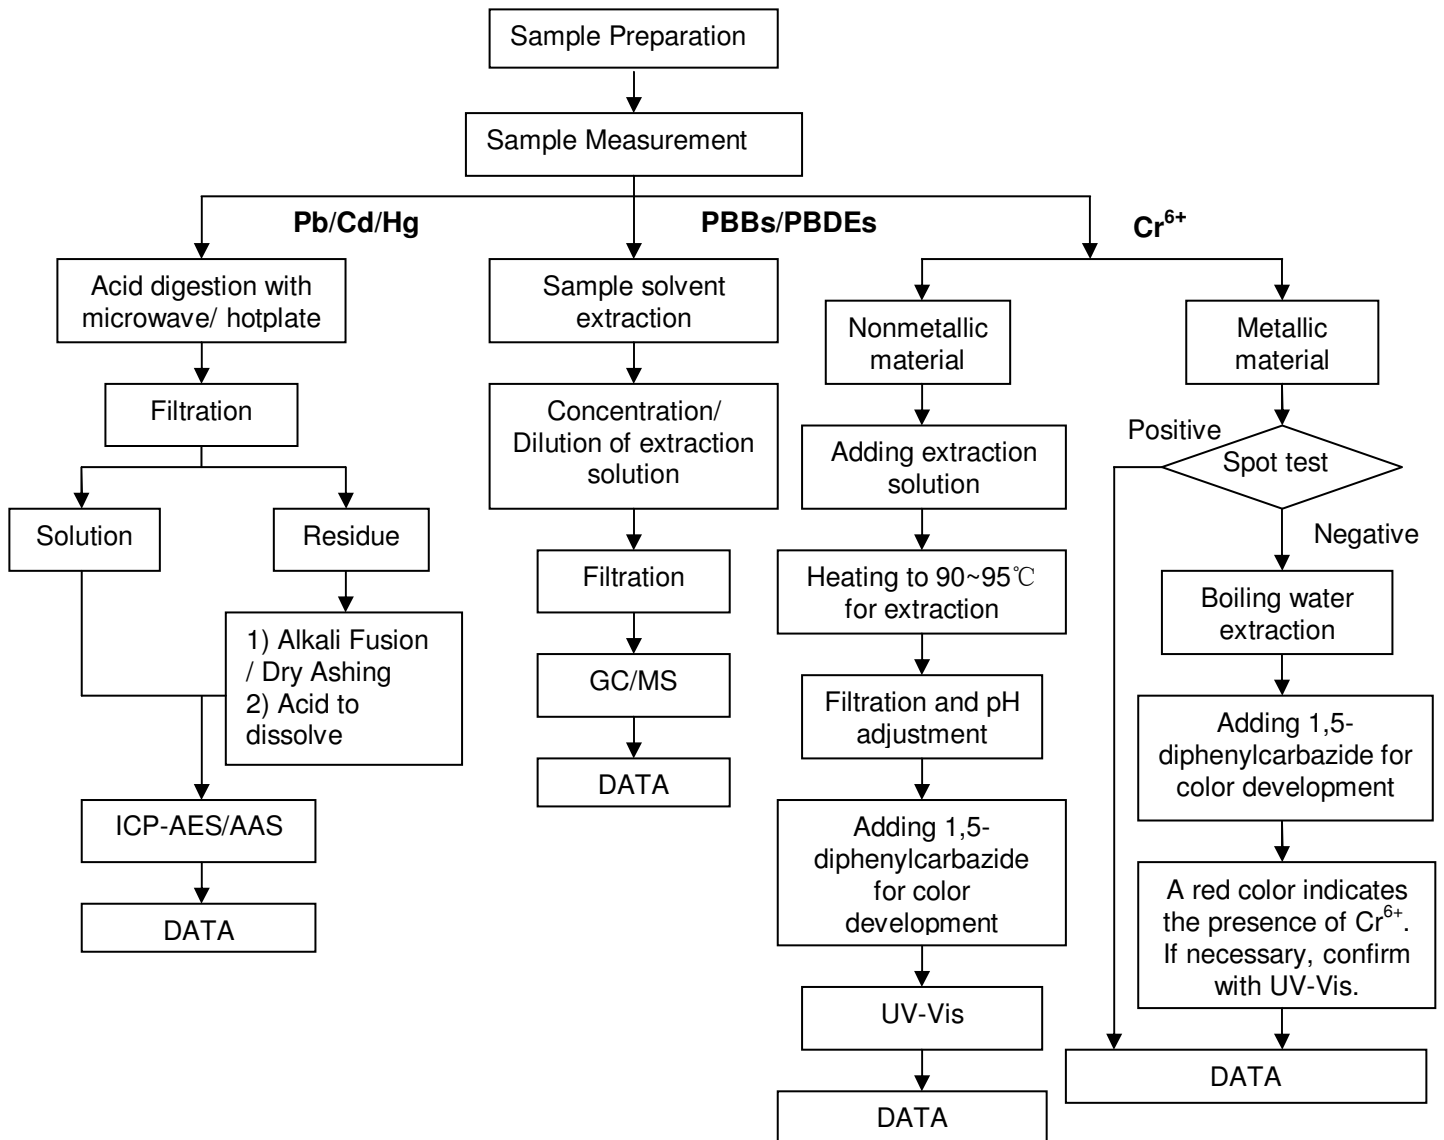 Sample Preparation
Sample Measurement
Pb/Cd/Hg
PBBs/PBDEs
Cr⁶⁺
Acid digestion with
microwave/ hotplate
Filtration
Solution
Residue
1) Alkali Fusion
/ Dry Ashing
2) Acid to
dissolve
ICP-AES/AAS
DATA
Sample solvent
extraction
Concentration/
Dilution of extraction
solution
Filtration
GC/MS
DATA
Nonmetallic
material
Adding extraction
solution
Heating to 90~95℃
for extraction
Filtration and pH
adjustment
Adding 1,5-
diphenylcarbazide
for color
development
UV-Vis
DATA
Metallic
material
Positive
Spot test
Negative
Boiling water
extraction
Adding 1,5-
diphenylcarbazide for
color development
A red color indicates
the presence of Cr⁶⁺.
If necessary, confirm
with UV-Vis.
DATA